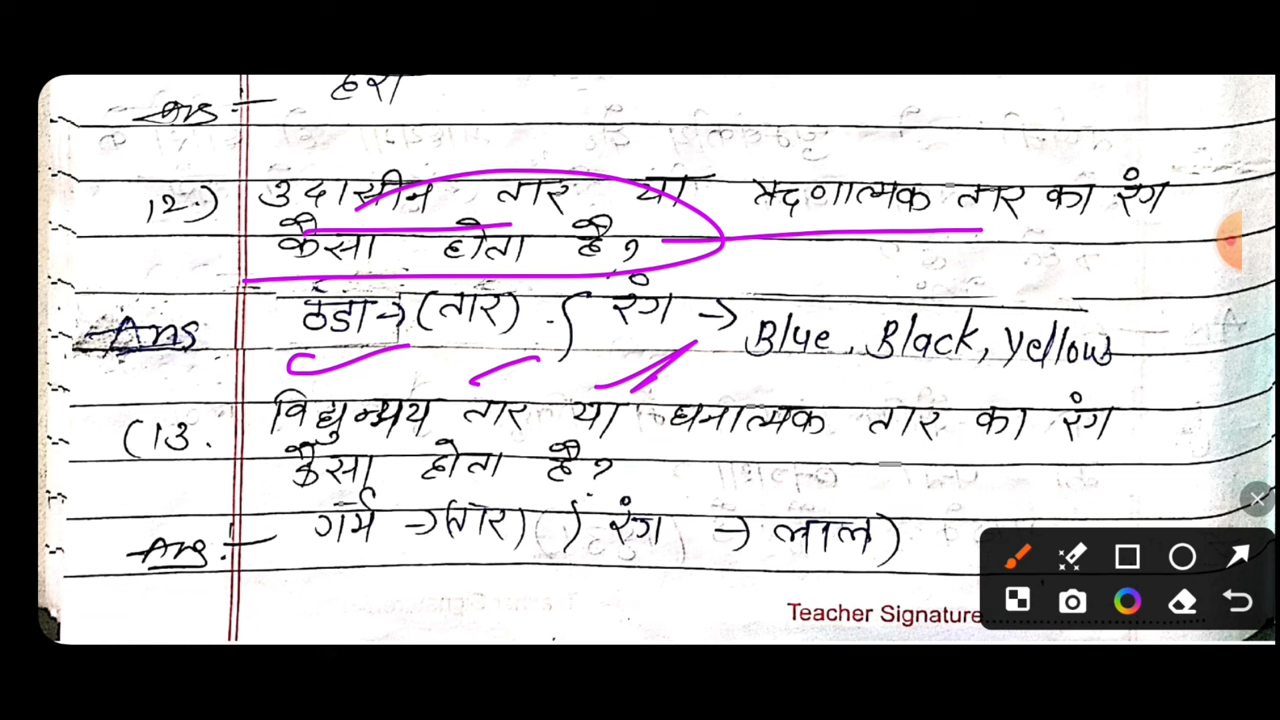 Ans :- हरा
12.) उदासीन तार या ऋणात्मक तार का रंग
कैसा होता है?
Ans ठंडा → (तार) . ( रंग → Blue, Black, Yellow
(13. विद्युन्मय तार या धनात्मक तार का रंग
कैसा होता है?
Ans :- गर्म → (तार) ) रंग → लाल)
Teacher Signature